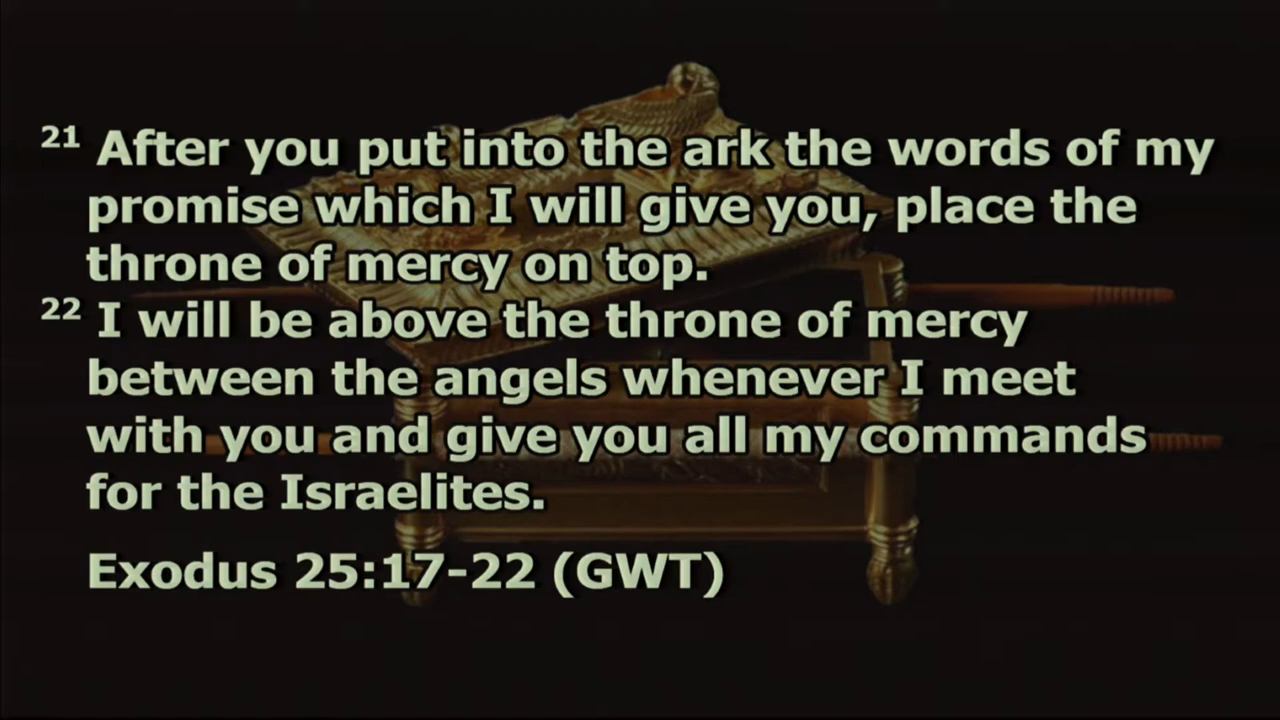 21 After you put into the ark the words of my
promise which I will give you, place the
throne of mercy on top.
22 I will be above the throne of mercy
between the angels whenever I meet
with you and give you all my commands
for the Israelites.
Exodus 25:17-22 (GWT)